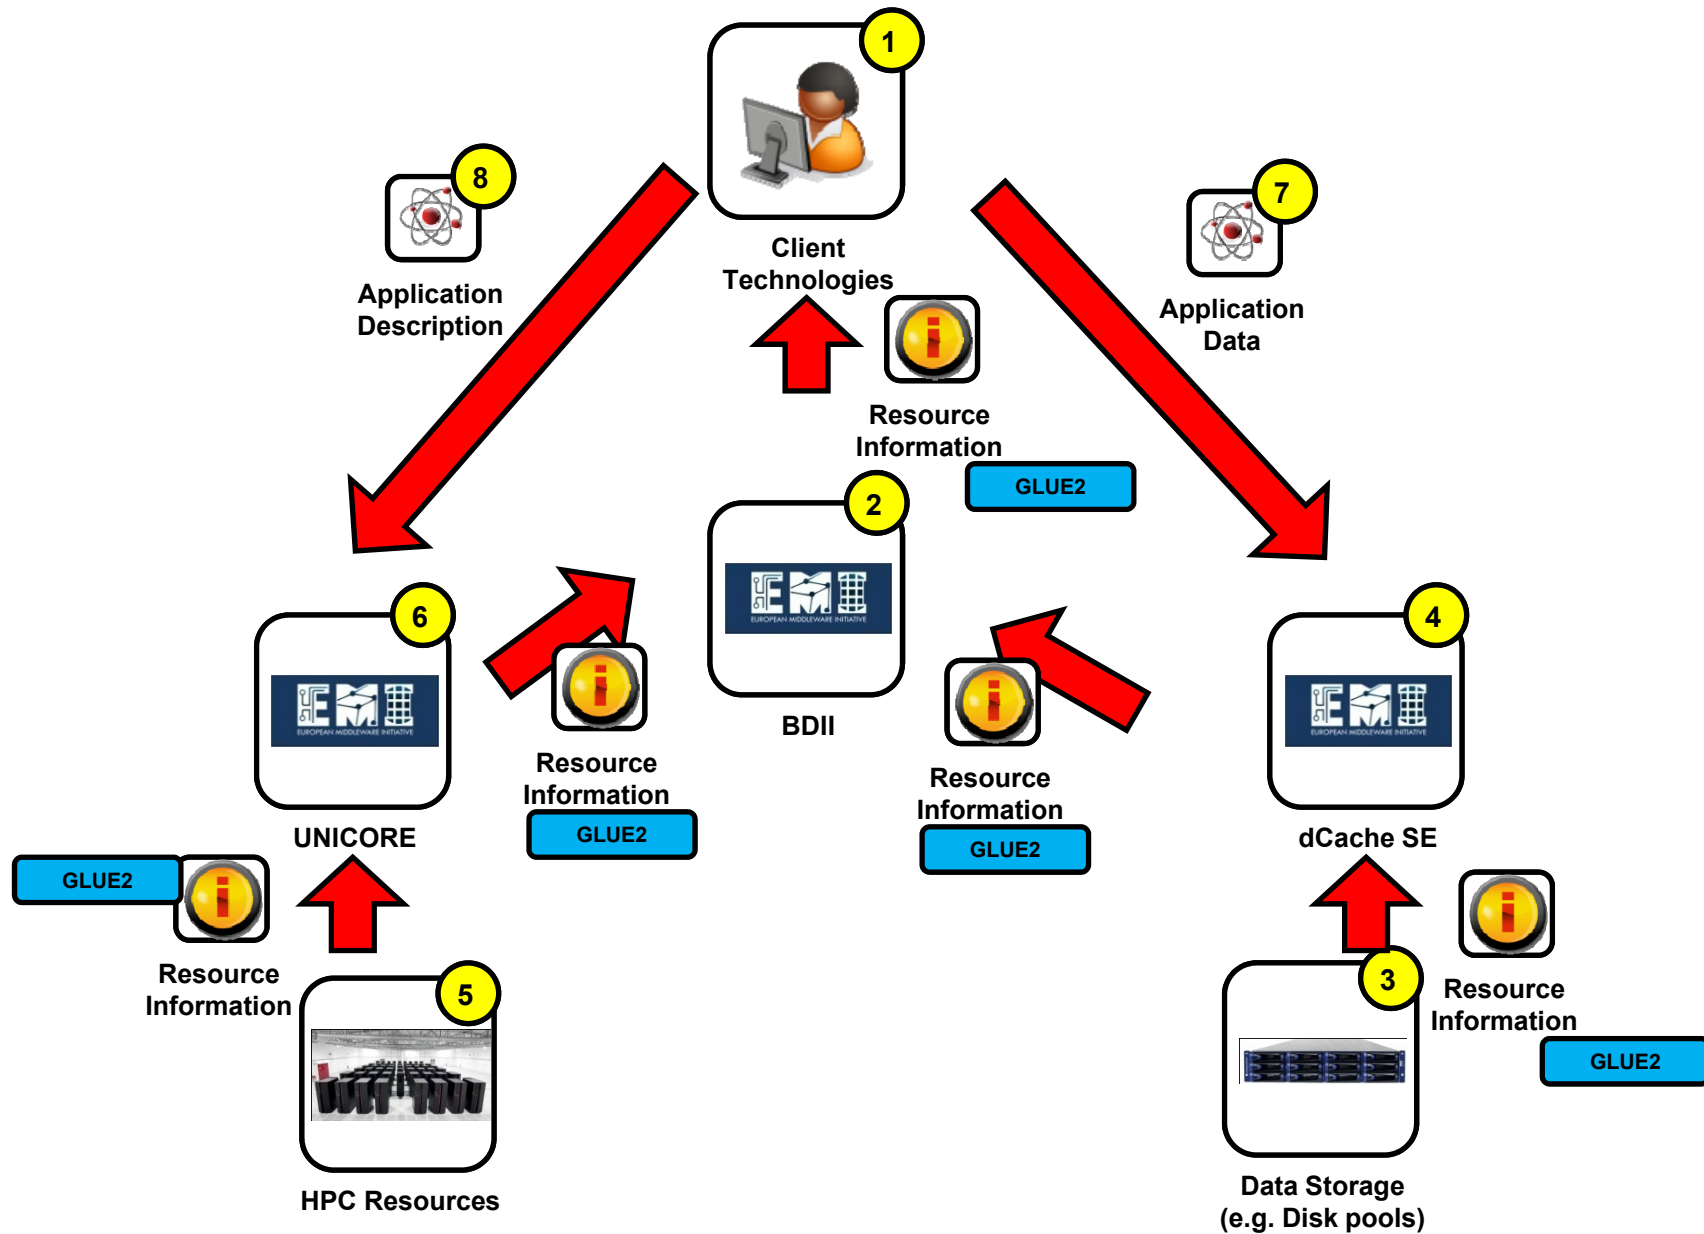 1
8
7
Client
Technologies
Application
Description
Application
Data
Resource
Information
GLUE2
2
EMI
EUROPEAN MIDDLEWARE INITIATIVE
BDII
6
EMI
EUROPEAN MIDDLEWARE INITIATIVE
UNICORE
4
EMI
EUROPEAN MIDDLEWARE INITIATIVE
dCache SE
Resource
Information
GLUE2
Resource
Information
GLUE2
GLUE2
Resource
Information
5
HPC Resources
3
Resource
Information
GLUE2
Data Storage
(e.g. Disk pools)